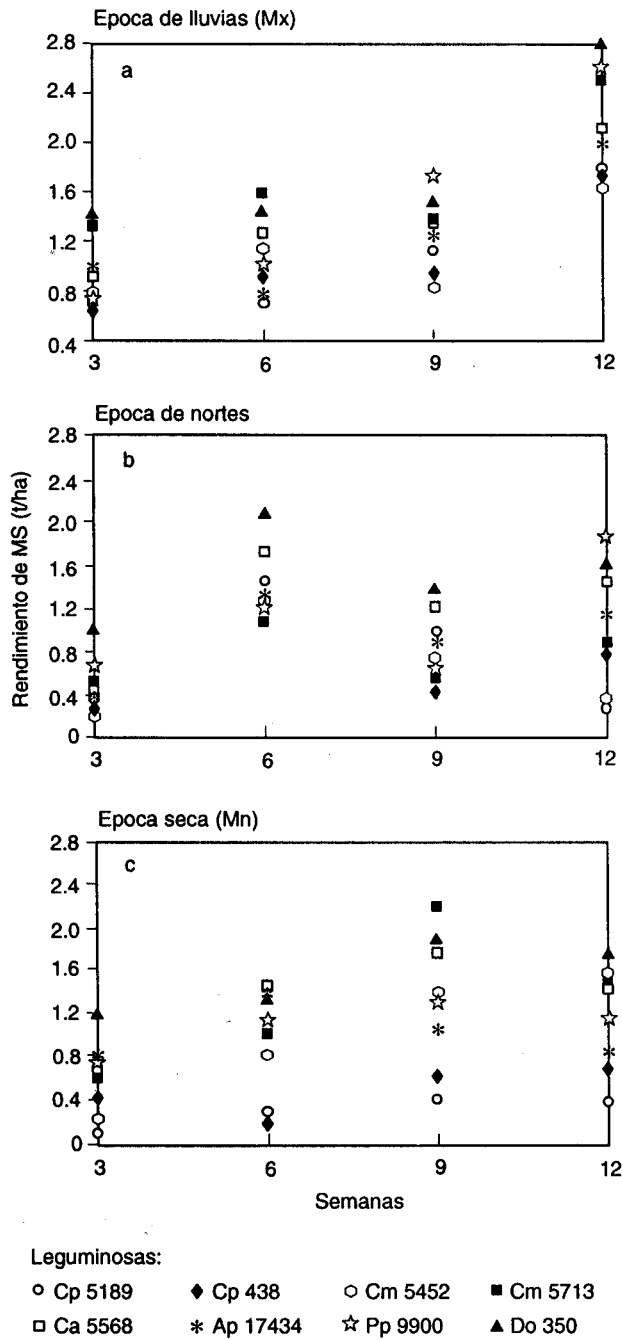 Epoca de lluvias (Mx)
a
2.8
2.4
2.0
1.6
1.2
0.8
0.4
3 6 9 12
Epoca de nortes
b
2.8
2.4
2.0
1.6
1.2
0.8
0.4
0
3 6 9 12
Rendimiento de MS (t/ha)
Epoca seca (Mn)
c
2.8
2.4
2.0
1.6
1.2
0.8
0.4
0
3 6 9 12
Semanas
Leguminosas:
Cp 5189 Cp 438 Cm 5452 Cm 5713
Ca 5568 Ap 17434 Pp 9900 Do 350